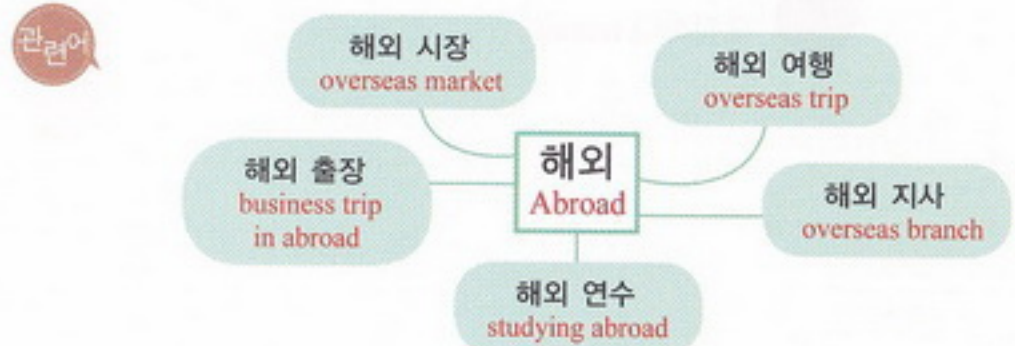 관련어
해외 시장
overseas market
해외 여행
overseas trip
해외 출장
business trip
in abroad
해외
Abroad
해외 지사
overseas branch
해외 연수
studying abroad